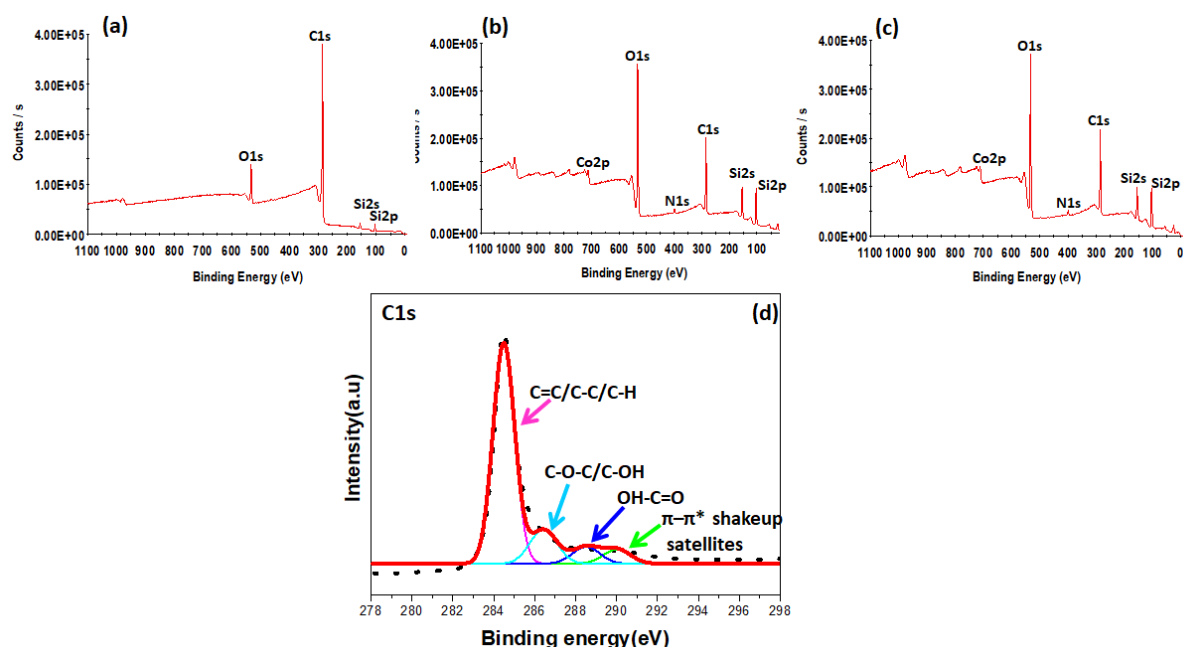 (a)
4.00E+05
3.00E+05
2.00E+05
1.00E+05
0.00E+00
Counts / s
C1s
O1s
Si2s
Si2p
1100 1000 900 800 700 600 500 400 300 200 100 0
Binding Energy (eV)
(b)
4.00E+05
3.00E+05
2.00E+05
1.00E+05
0.00E+00
Counts / s
O1s
C1s
Co2p
N1s
Si2s
Si2p
1100 1000 900 800 700 600 500 400 300 200 100
Binding Energy (eV)
(c)
4.00E+05
3.00E+05
2.00E+05
1.00E+05
0.00E+00
Counts / s
O1s
C1s
Co2p
N1s
Si2s
Si2p
1100 1000 900 800 700 600 500 400 300 200 100 0
Binding Energy (eV)
C1s
(d)
C=C/C-C/C-H
C-O-C/C-OH
OH-C=O
π–π* shakeup
satellites
Intensity(a.u)
278 280 282 284 286 288 290 292 294 296 298
Binding energy(eV)